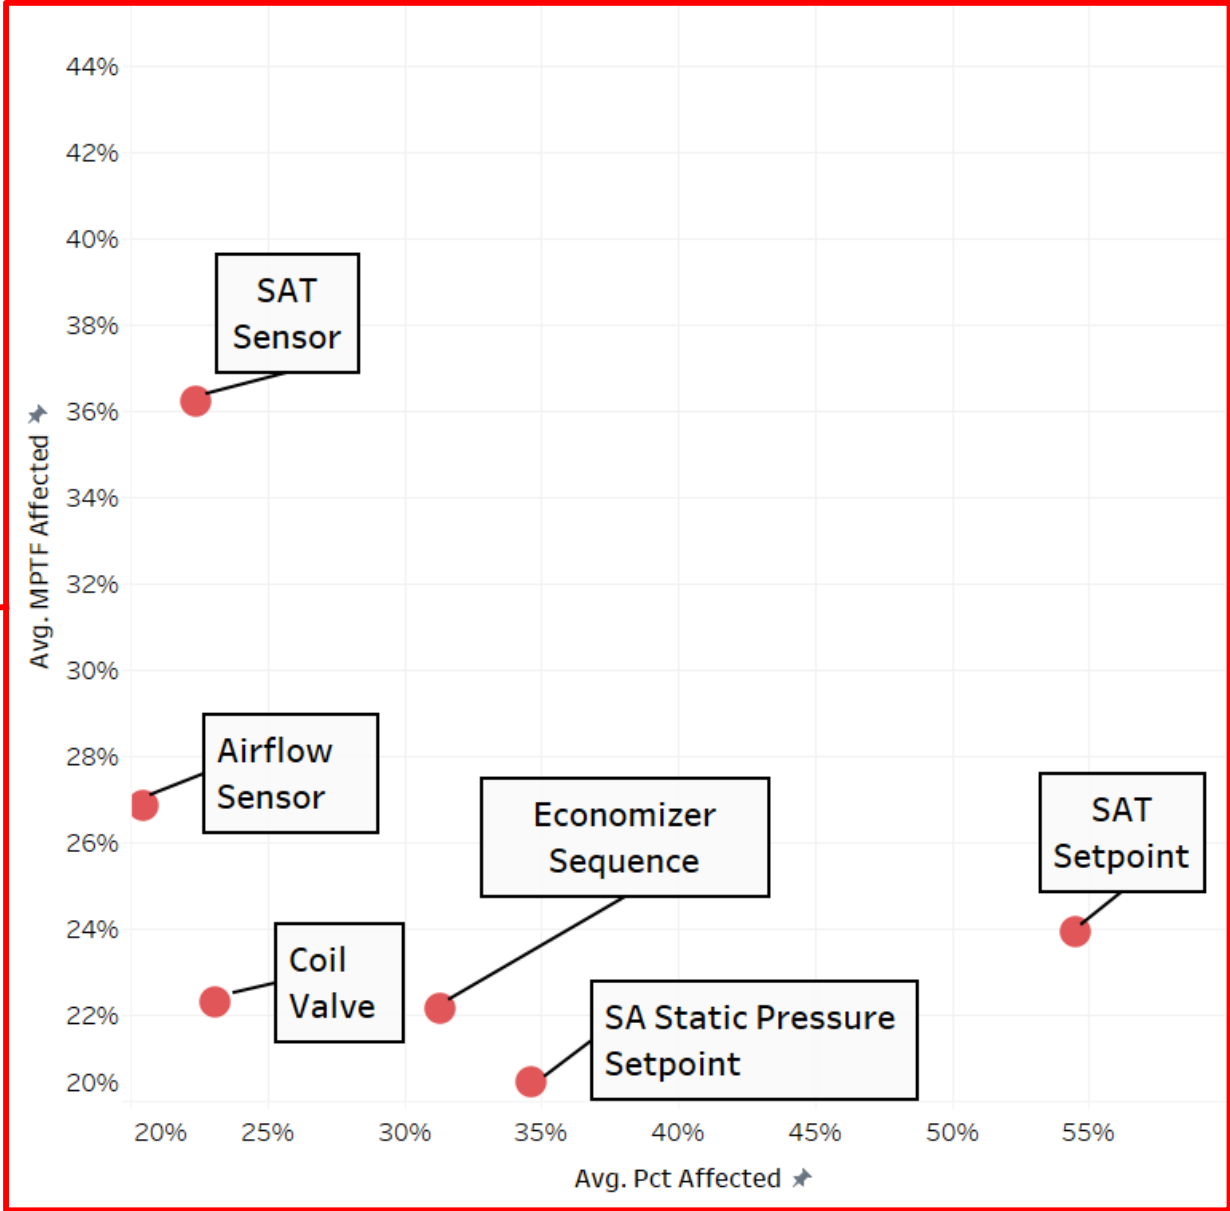 44%
42%
40%
SAT
Sensor
38%
36%
34%
32%
30%
Avg. MPTF Affected
Airflow
Sensor
28%
26%
Economizer
Sequence
SAT
Setpoint
24%
Coil
Valve
22%
SA Static Pressure
Setpoint
20%
20% 25% 30% 35% 40% 45% 50% 55%
Avg. Pct Affected